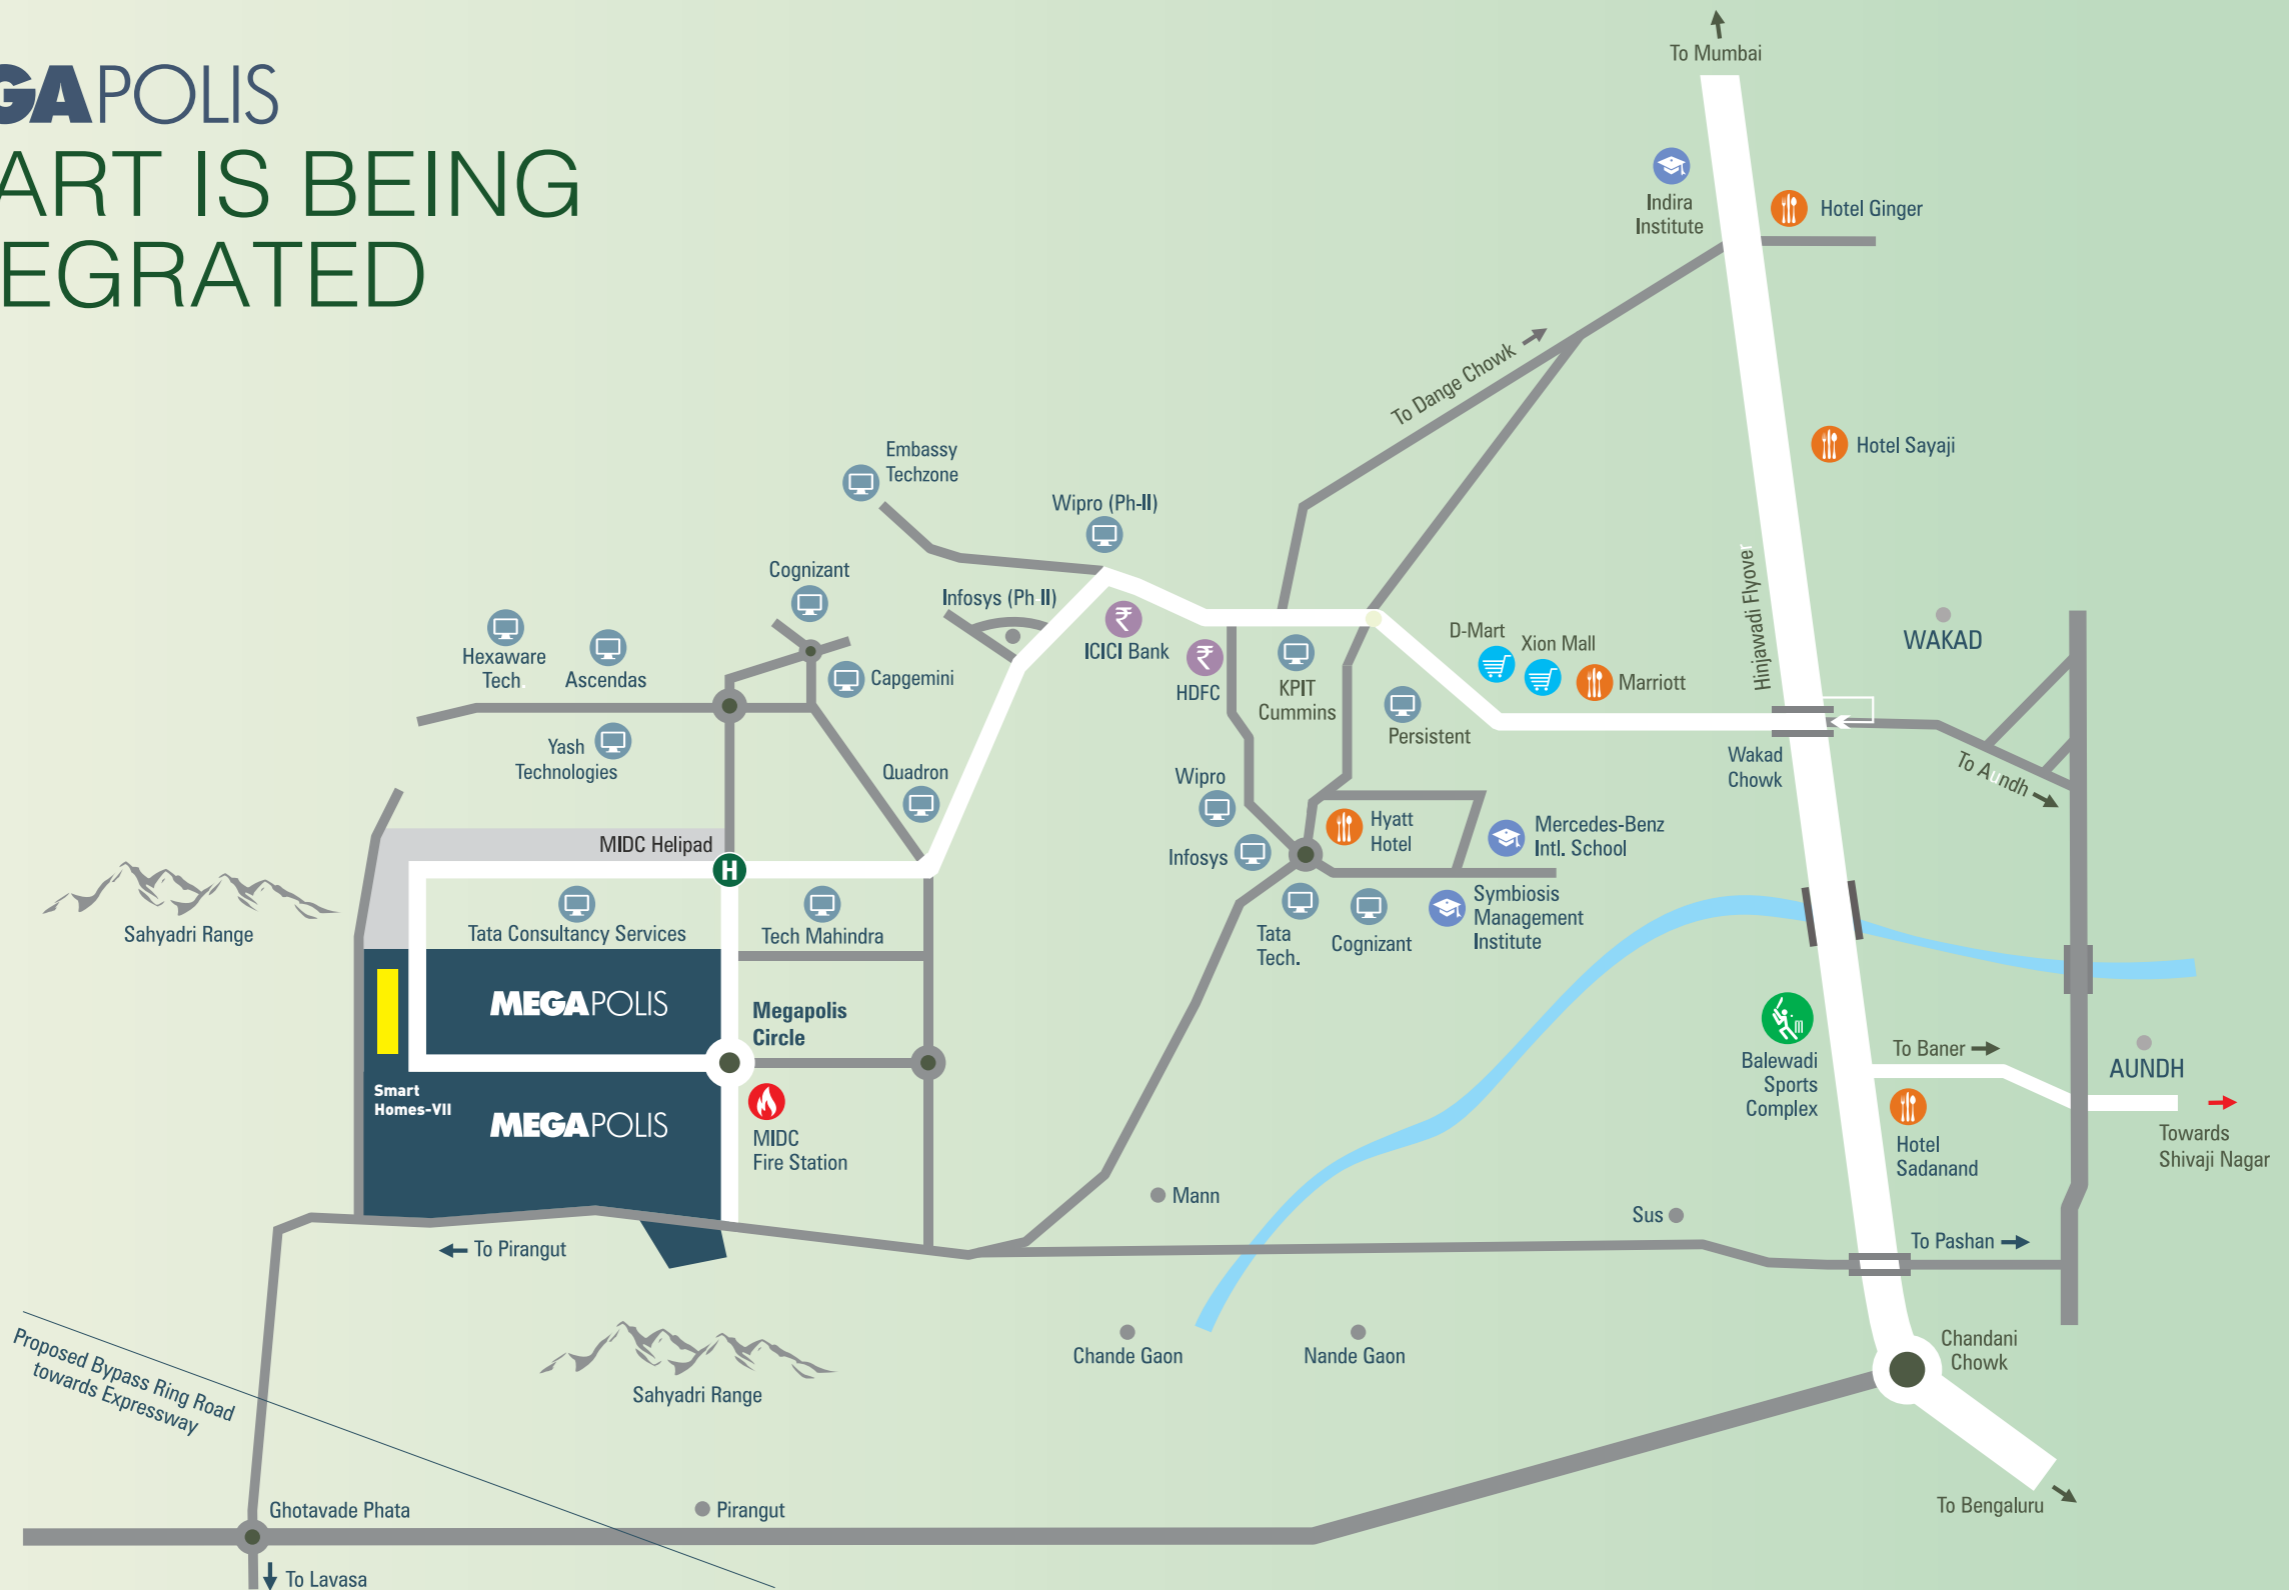 GAPOLIS
ART IS BEING
EGRATED
To Mumbai
Indira
Institute
Hotel Ginger
To Dange Chowk
Hotel Sayaji
Embassy
Techzone
Wipro (Ph-II)
Cognizant
Infosys (Ph II)
Hinjawadi Flyover
WAKAD
Hexaware
Tech.
Ascendas
Capgemini
ICICI Bank
HDFC
KPIT
Cummins
D-Mart
Xion Mall
Marriott
Persistent
Yash
Technologies
Quadron
Wakad
Chowk
To Aundh
Wipro
Infosys
Hyatt
Hotel
Mercedes-Benz
Intl. School
MIDC Helipad
H
Sahyadri Range
Tata Consultancy Services
Tech Mahindra
Tata
Tech.
Cognizant
Symbiosis
Management
Institute
MEGAPOLIS
Megapolis
Circle
Smart
Homes-VII
MEGAPOLIS
MIDC
Fire Station
Balewadi
Sports
Complex
To Baner
AUNDH
Hotel
Sadanand
Towards
Shivaji Nagar
Mann
Sus
To Pashan
To Pirangut
Chande Gaon
Nande Gaon
Chandani
Chowk
Sahyadri Range
Proposed Bypass Ring Road
towards Expressway
Ghotavade Phata
Pirangut
To Bengaluru
To Lavasa